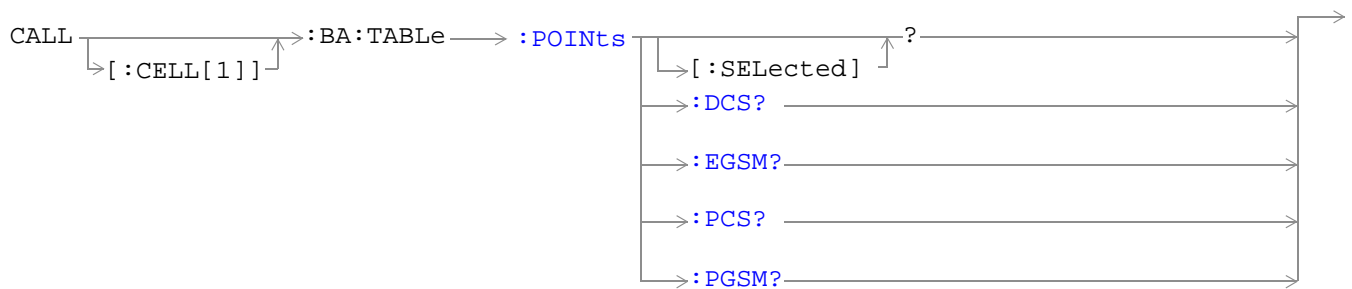 CALL :BA:TABLe :POINts ?
[:CELL[1]] [:SELected]
:DCS?
:EGSM?
:PCS?
:PGSM?